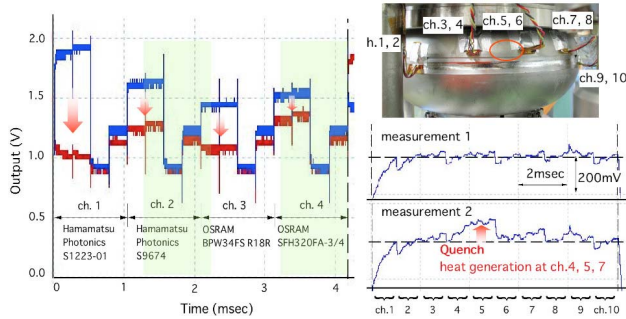 2.0
1.5
1.0
0.5
0.0
Output (V)
ch. 1
ch. 2
ch. 3
ch. 4
Hamamatsu
Photonics
S1223-01
Hamamatsu
Photonics
S9674
OSRAM
BPW34FS R18R
OSRAM
SFH320FA-3/4
0
1
2
3
4
Time (msec)
h.1, 2
ch.3, 4
ch.5, 6
ch.7, 8
ch.9, 10
measurement 1
2msec
200mV
measurement 2
Quench
heat generation at ch.4, 5, 7
ch.1 2 3 4 5 6 7 8 9 ch.10